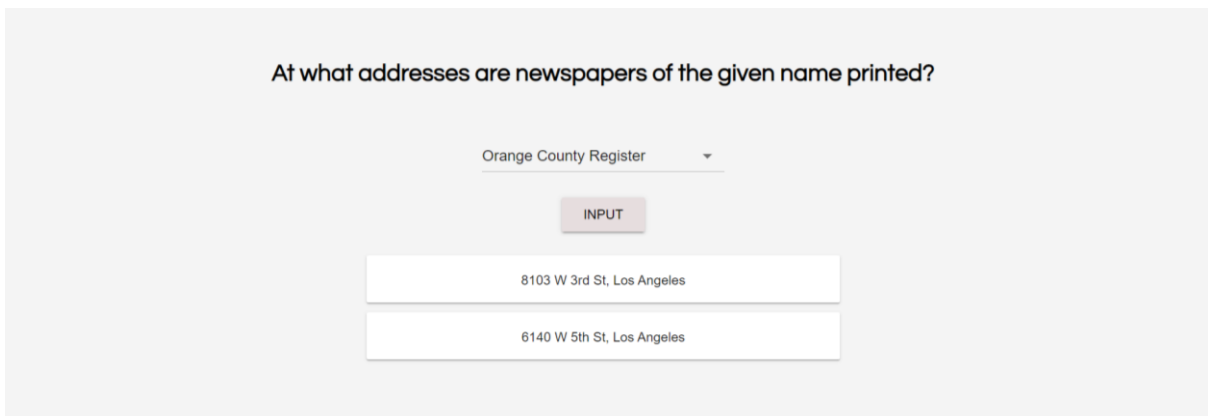 At what addresses are newspapers of the given name printed?
Orange County Register
INPUT
8103 W 3rd St, Los Angeles
6140 W 5th St, Los Angeles